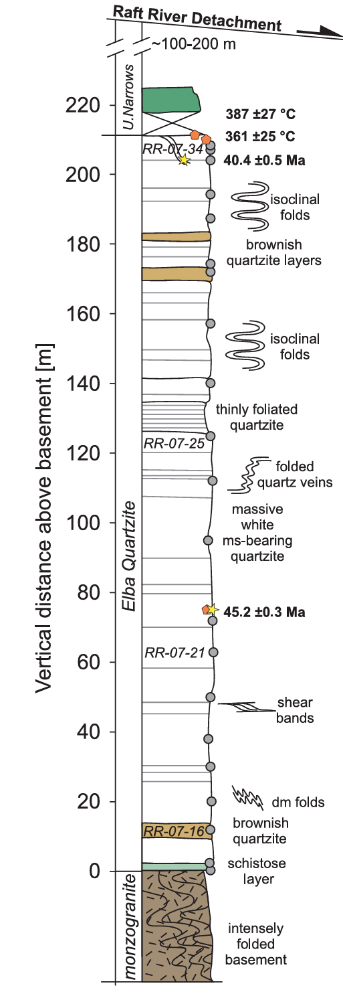 Raft River Detachment
~100-200 m
U.Narrows
220
387 ±27 °C
361 ±25 °C
RR-07-34
40.4 ±0.5 Ma
200
isoclinal
folds
180
brownish
quartzite layers
160
isoclinal
folds
140
thinly foliated
quartzite
RR-07-25
120
folded
quartz veins
massive
white
ms-bearing
quartzite
100
Vertical distance above basement [m]
Elba Quartzite
80
45.2 ±0.3 Ma
60
RR-07-21
shear
bands
40
20
dm folds
brownish
quartzite
RR-07-16
schistose
layer
0
monzogranite
intensely
folded
basement